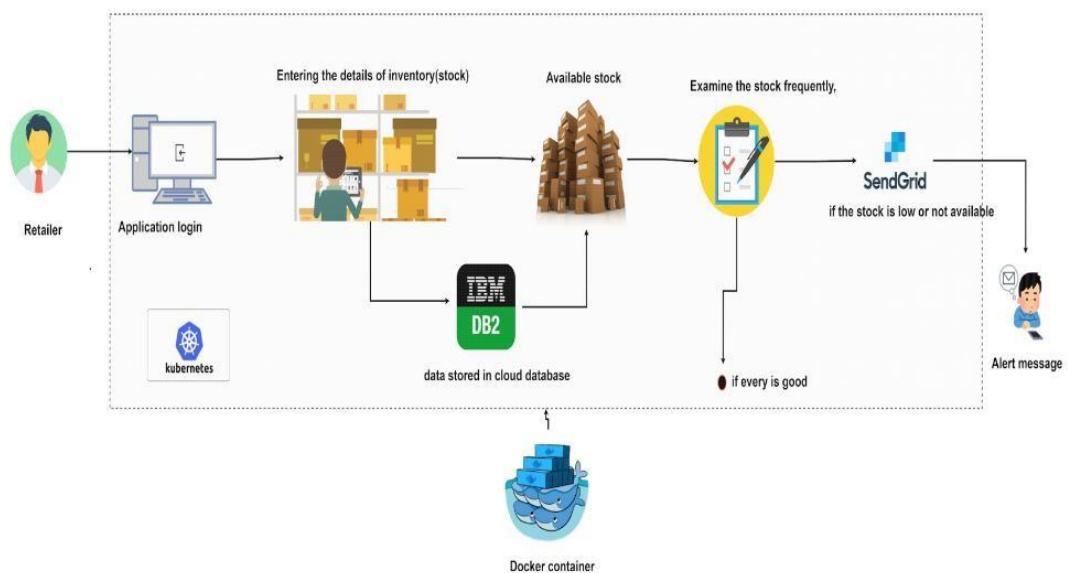 Entering the details of inventory(stock)
Available stock
Examine the stock frequently,
SendGrid
if the stock is low or not available
Retailer
Application login
IBM
DB2
kubernetes
data stored in cloud database
if every is good
Alert message
Docker container